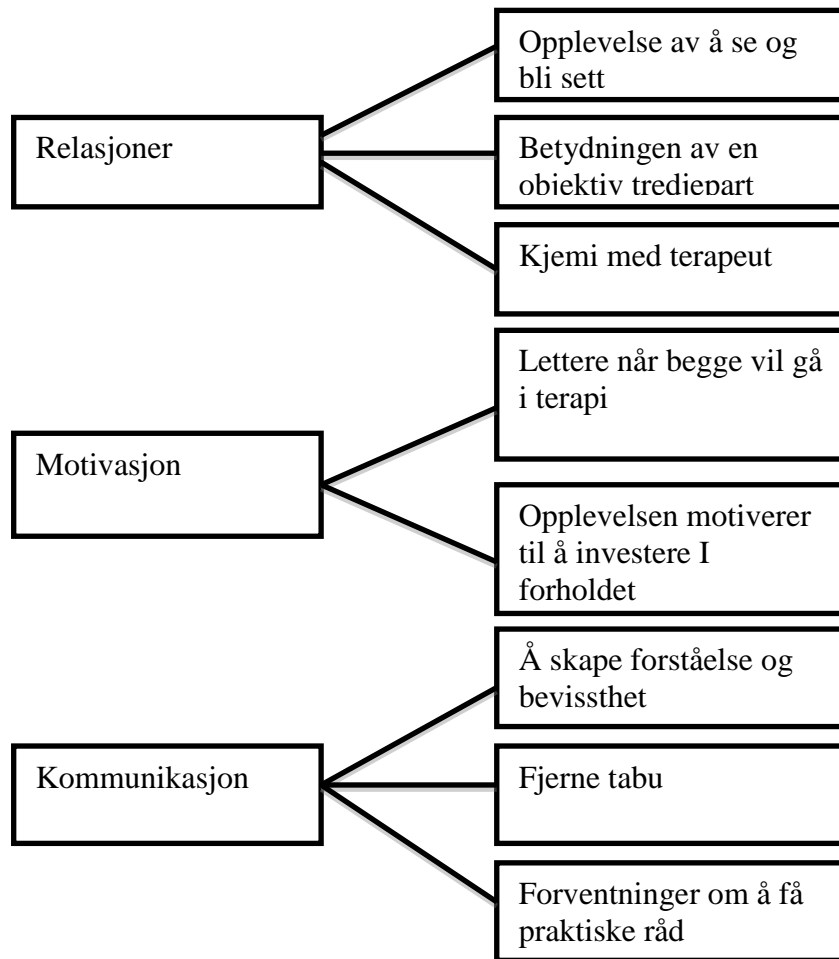 Relasjoner
Opplevelse av å se og
bli sett
Betydningen av en
objektiv tredjepart
Kjemi med terapeut
Motivasjon
Lettere når begge vil gå
i terapi
Opplevelsen motiverer
til å investere I
forholdet
Kommunikasjon
Å skape forståelse og
bevissthet
Fjerne tabu
Forventninger om å få
praktiske råd